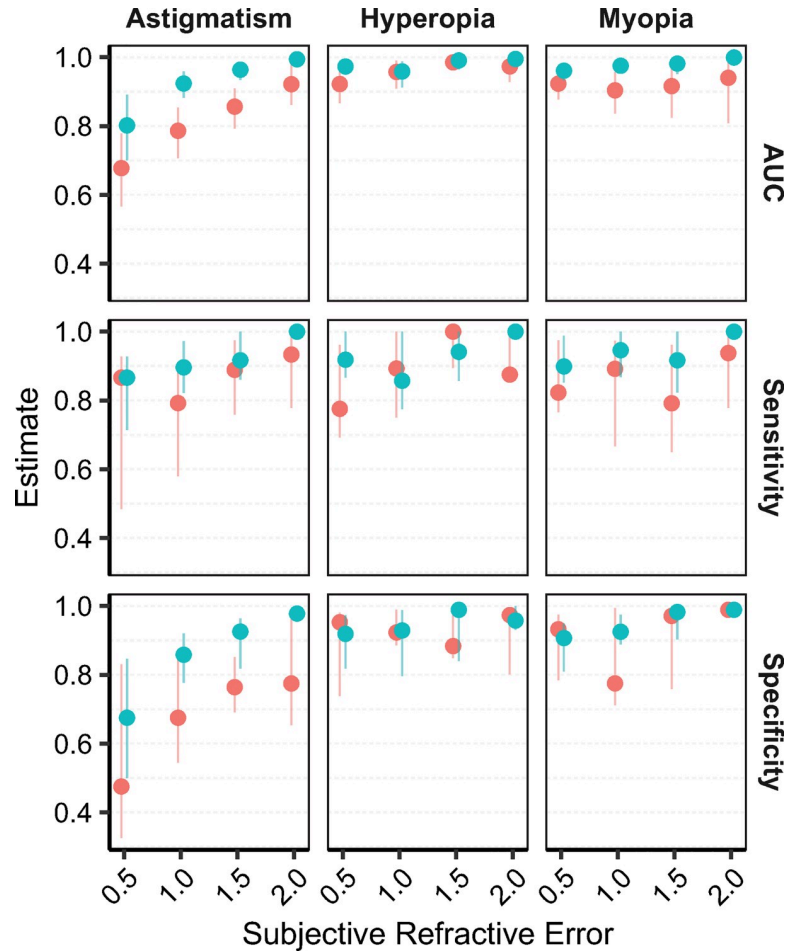 Astigmatism Hyperopia Myopia
1.0
0.8
0.6
0.4
AUC
1.0
0.8
0.6
0.4
Sensitivity
Estimate
1.0
0.8
0.6
0.4
Specificity
0.5 1.0 1.5 2.0 0.5 1.0 1.5 2.0 0.5 1.0 1.5 2.0
Subjective Refractive Error